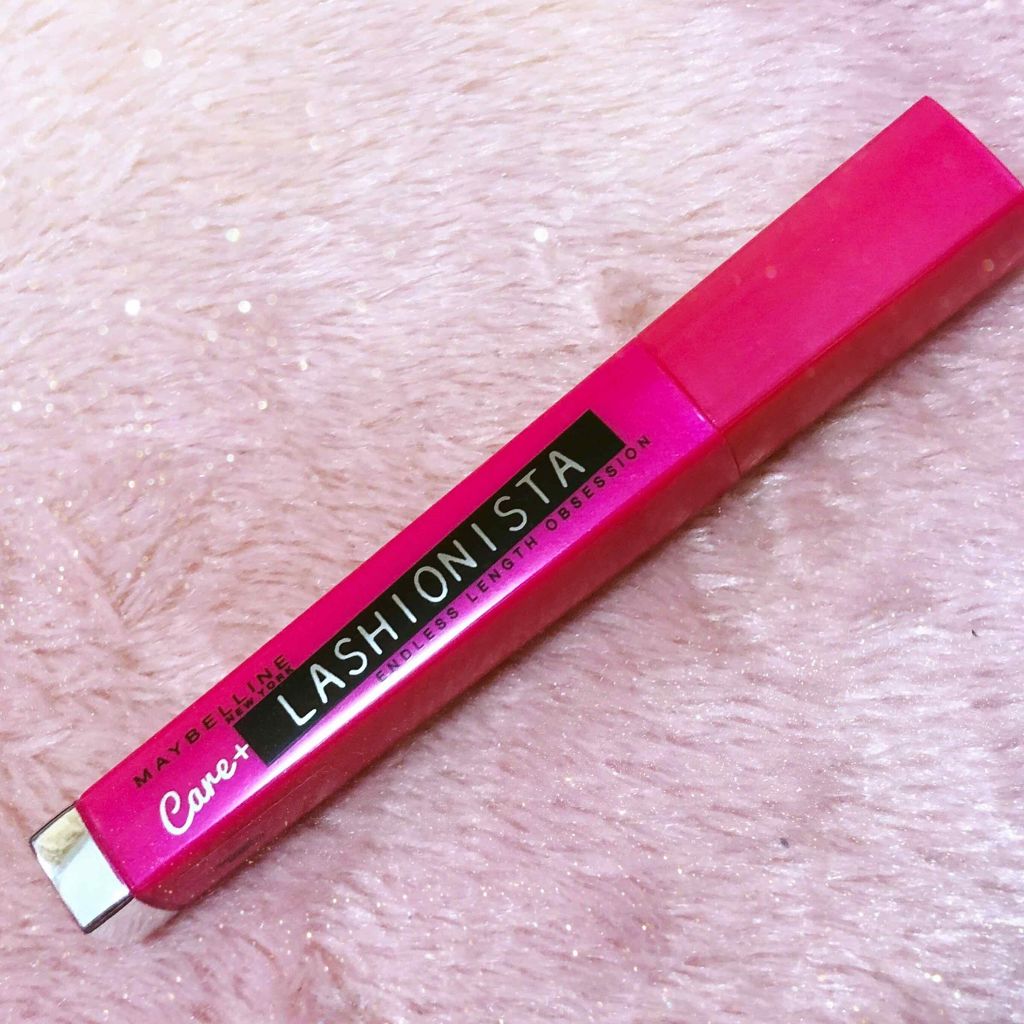 MAYBELLINE
NEW YORK
Care+
LASHIONISTA
ENDLESS LENGTH OBSESSION